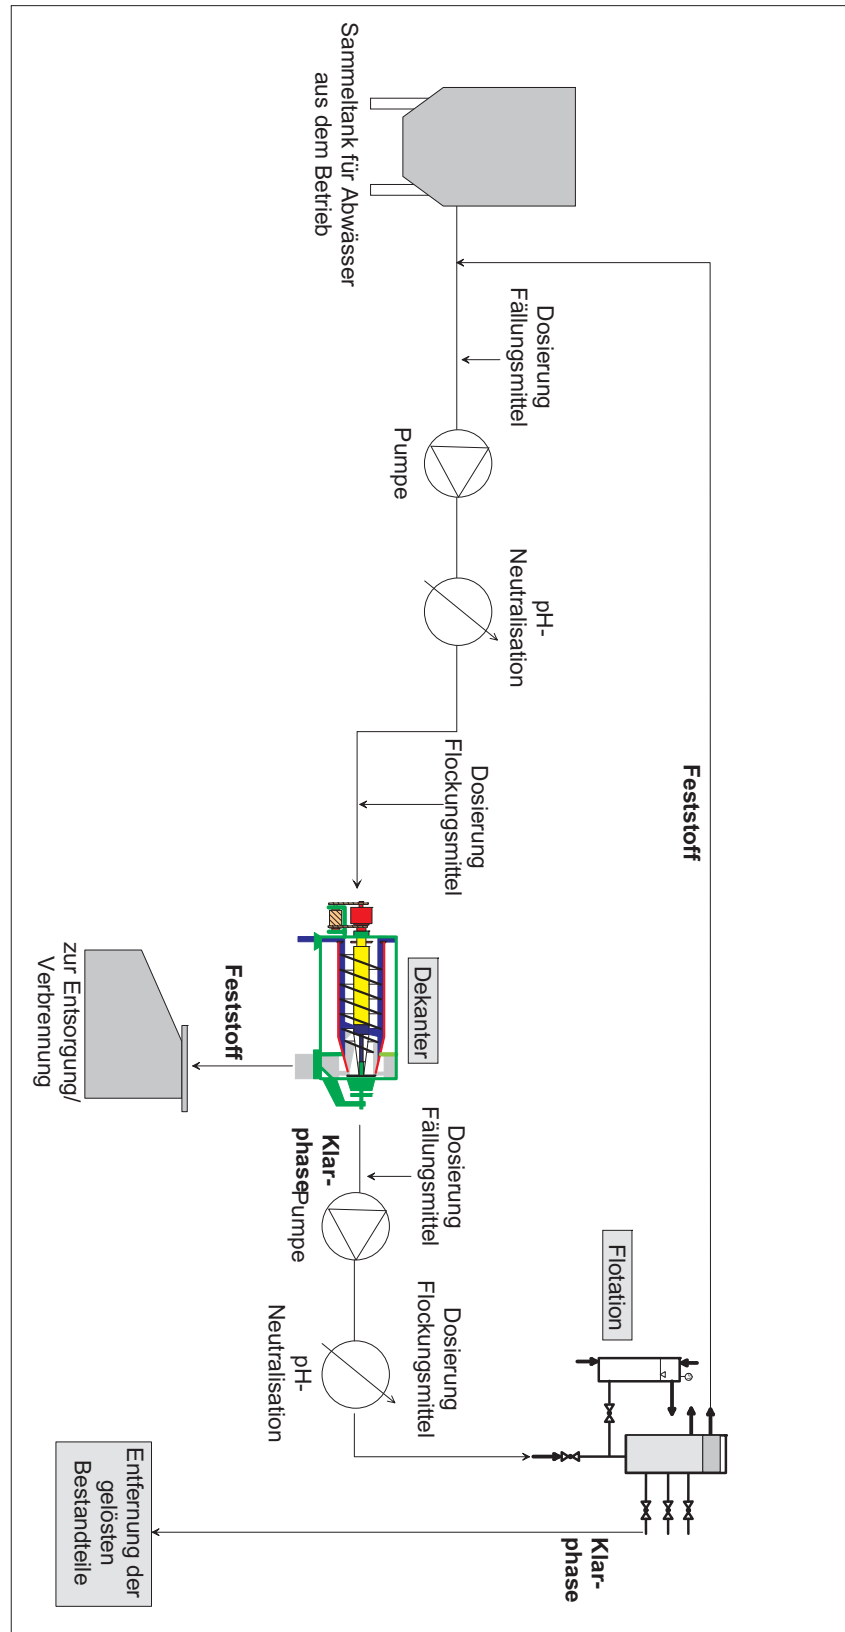 Sammeltank für Abwässer
aus dem Betrieb
Dosierung
Fällungsmittel
Pumpe
pH-
Neutralisation
Dosierung
Flockungsmittel
Feststoff
Dekanter
Feststoff
zur Entsorgung/
Verbrennung
Klar-
phase
Dosierung
Fällungsmittel
Pumpe
pH-
Neutralisation
Dosierung
Flockungsmittel
Flotation
Klar-
phase
Entfernung der
gelösten
Bestandteile